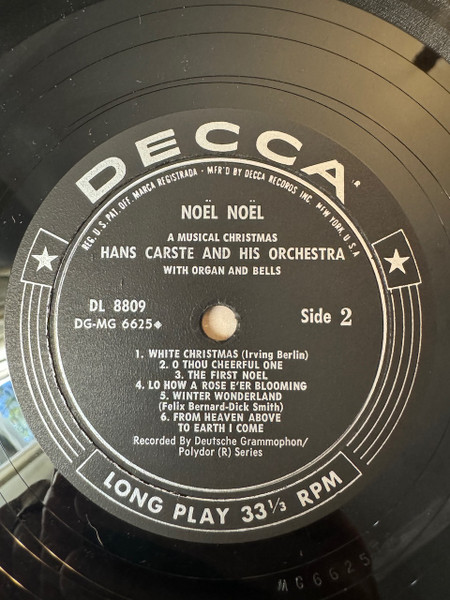 DECCA
®
REG. U.S. PAT. OFF. MARCA REGISTRADA · MFR'D BY DECCA RECORDS INC. NEW YORK, U.S.A.
NOËL NOËL
A MUSICAL CHRISTMAS
HANS CARSTE AND HIS ORCHESTRA
WITH ORGAN AND BELLS
DL 8809
DG-MG 6625◆
Side 2
1. WHITE CHRISTMAS (Irving Berlin)
2. O THOU CHEERFUL ONE
3. THE FIRST NOEL
4. LO HOW A ROSE E'ER BLOOMING
5. WINTER WONDERLAND
(Felix Bernard-Dick Smith)
6. FROM HEAVEN ABOVE
TO EARTH I COME
Recorded By Deutsche Grammophon/
Polydor (R) Series
LONG PLAY 33⅓ RPM
MG6625